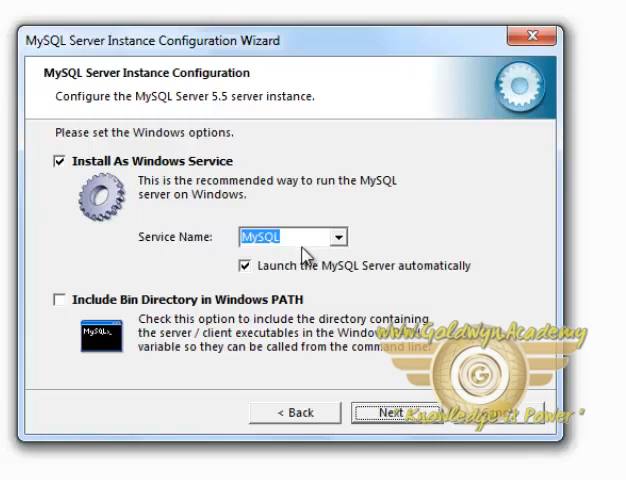 MySQL Server Instance Configuration Wizard
MySQL Server Instance Configuration
Configure the MySQL Server 5.5 server instance.
Please set the Windows options.
Install As Windows Service
This is the recommended way to run the MySQL
server on Windows.
Service Name: MySQL
Launch the MySQL Server automatically
Include Bin Directory in Windows PATH
Check this option to include the directory containing
the server / client executables in the Windows
variable so they can be called from the command line.
MySQL>_
www.GoldwynAcademy
G
< Back
Next
"Knowledge is Power"